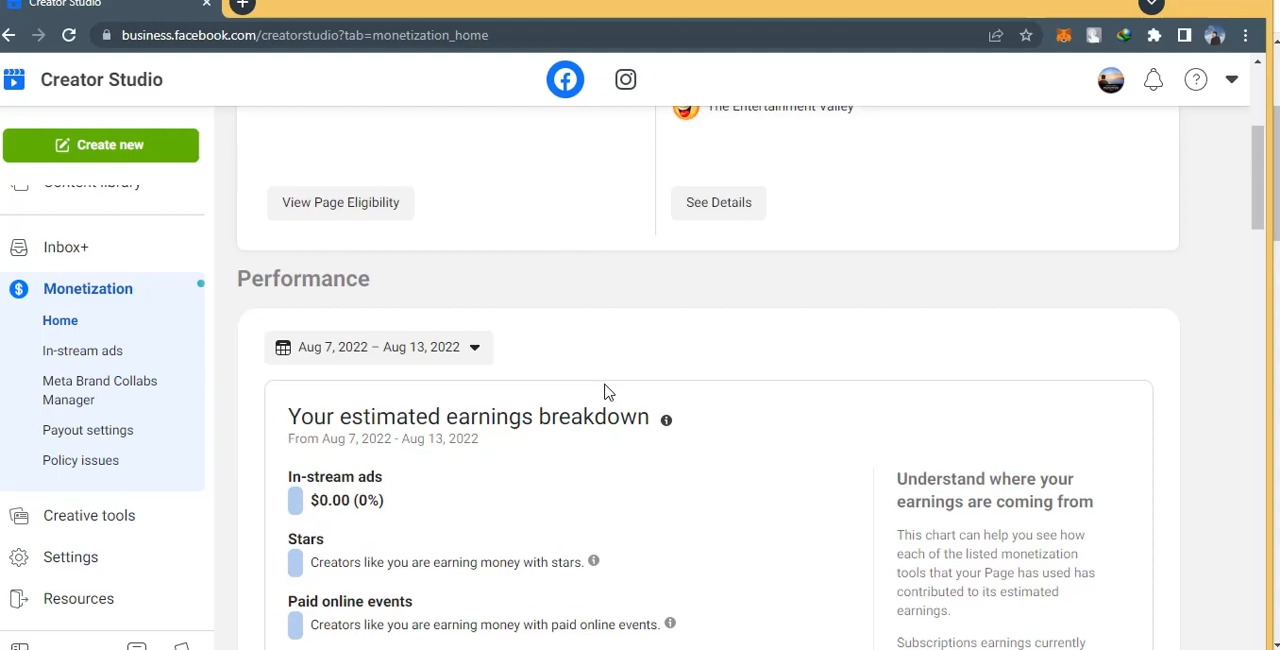 Creator Studio
business.facebook.com/creatorstudio?tab=monetization_home
Creator Studio
The Entertainment Valley
Create new
Content library
View Page Eligibility
See Details
Inbox+
Performance
Monetization
Home
Aug 7, 2022 – Aug 13, 2022
In-stream ads
Meta Brand Collabs
Manager
Payout settings
Policy issues
Creative tools
Settings
Resources
Your estimated earnings breakdown
From Aug 7, 2022 - Aug 13, 2022
In-stream ads
$0.00 (0%)
Stars
Creators like you are earning money with stars.
Paid online events
Creators like you are earning money with paid online events.
Understand where your
earnings are coming from
This chart can help you see how
each of the listed monetization
tools that your Page has used has
contributed to its estimated
earnings.
Subscriptions earnings currently